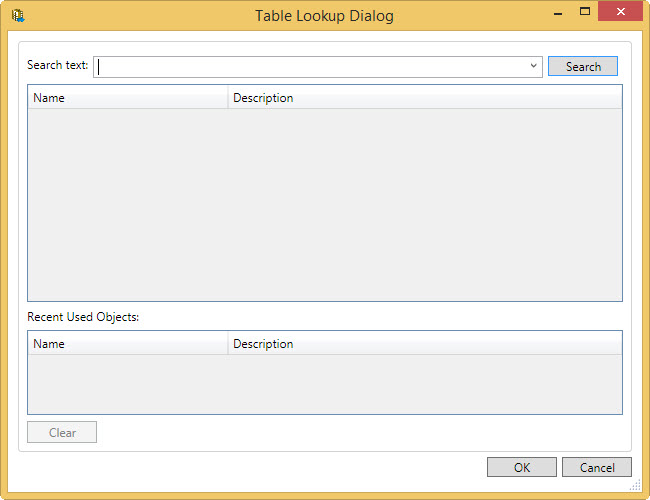 Table Lookup Dialog
Search text: Search
Name Description
Recent Used Objects:
Name Description
Clear
OK Cancel